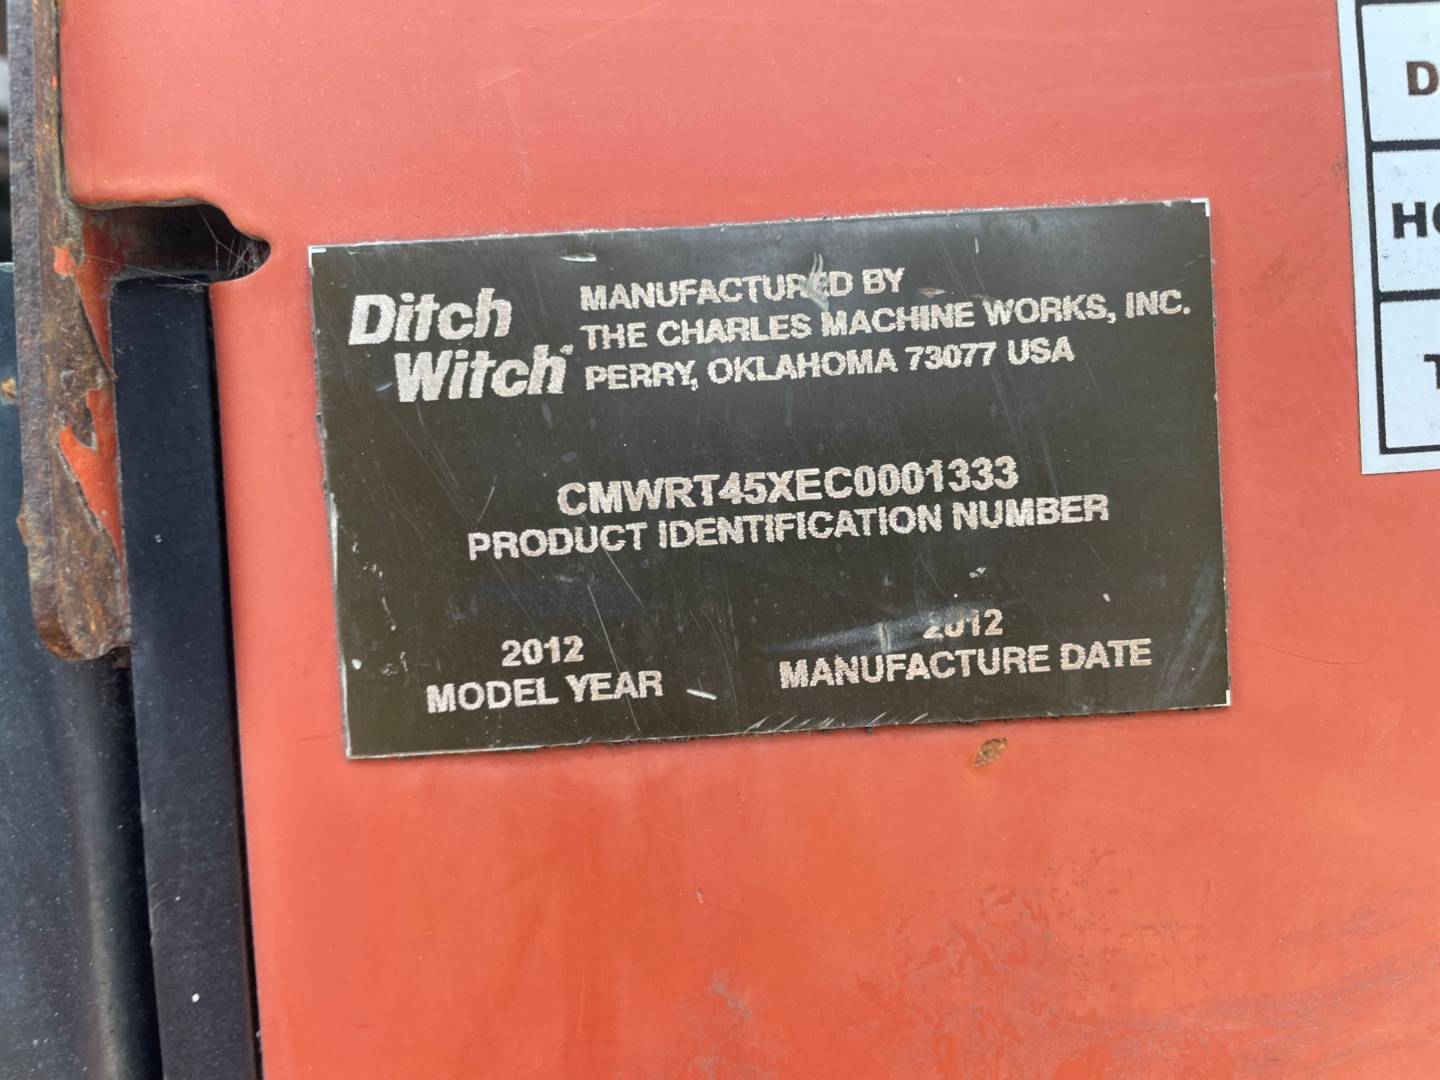 Ditch
Witch
MANUFACTURED BY
THE CHARLES MACHINE WORKS, INC.
PERRY, OKLAHOMA 73077 USA
CMWRT45XEC0001333
PRODUCT IDENTIFICATION NUMBER
2012
MODEL YEAR
2012
MANUFACTURE DATE